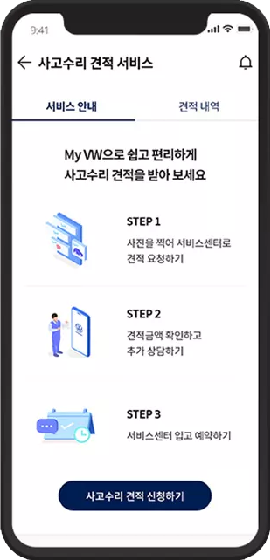 9:41
사고수리 견적 서비스
서비스 안내
견적 내역
My VW으로 쉽고 편리하게
사고수리 견적을 받아 보세요
STEP 1
사진을 찍어 서비스센터로
견적 요청하기
STEP 2
견적금액 확인하고
추가 상담하기
STEP 3
서비스센터 입고 예약하기
사고수리 견적 신청하기